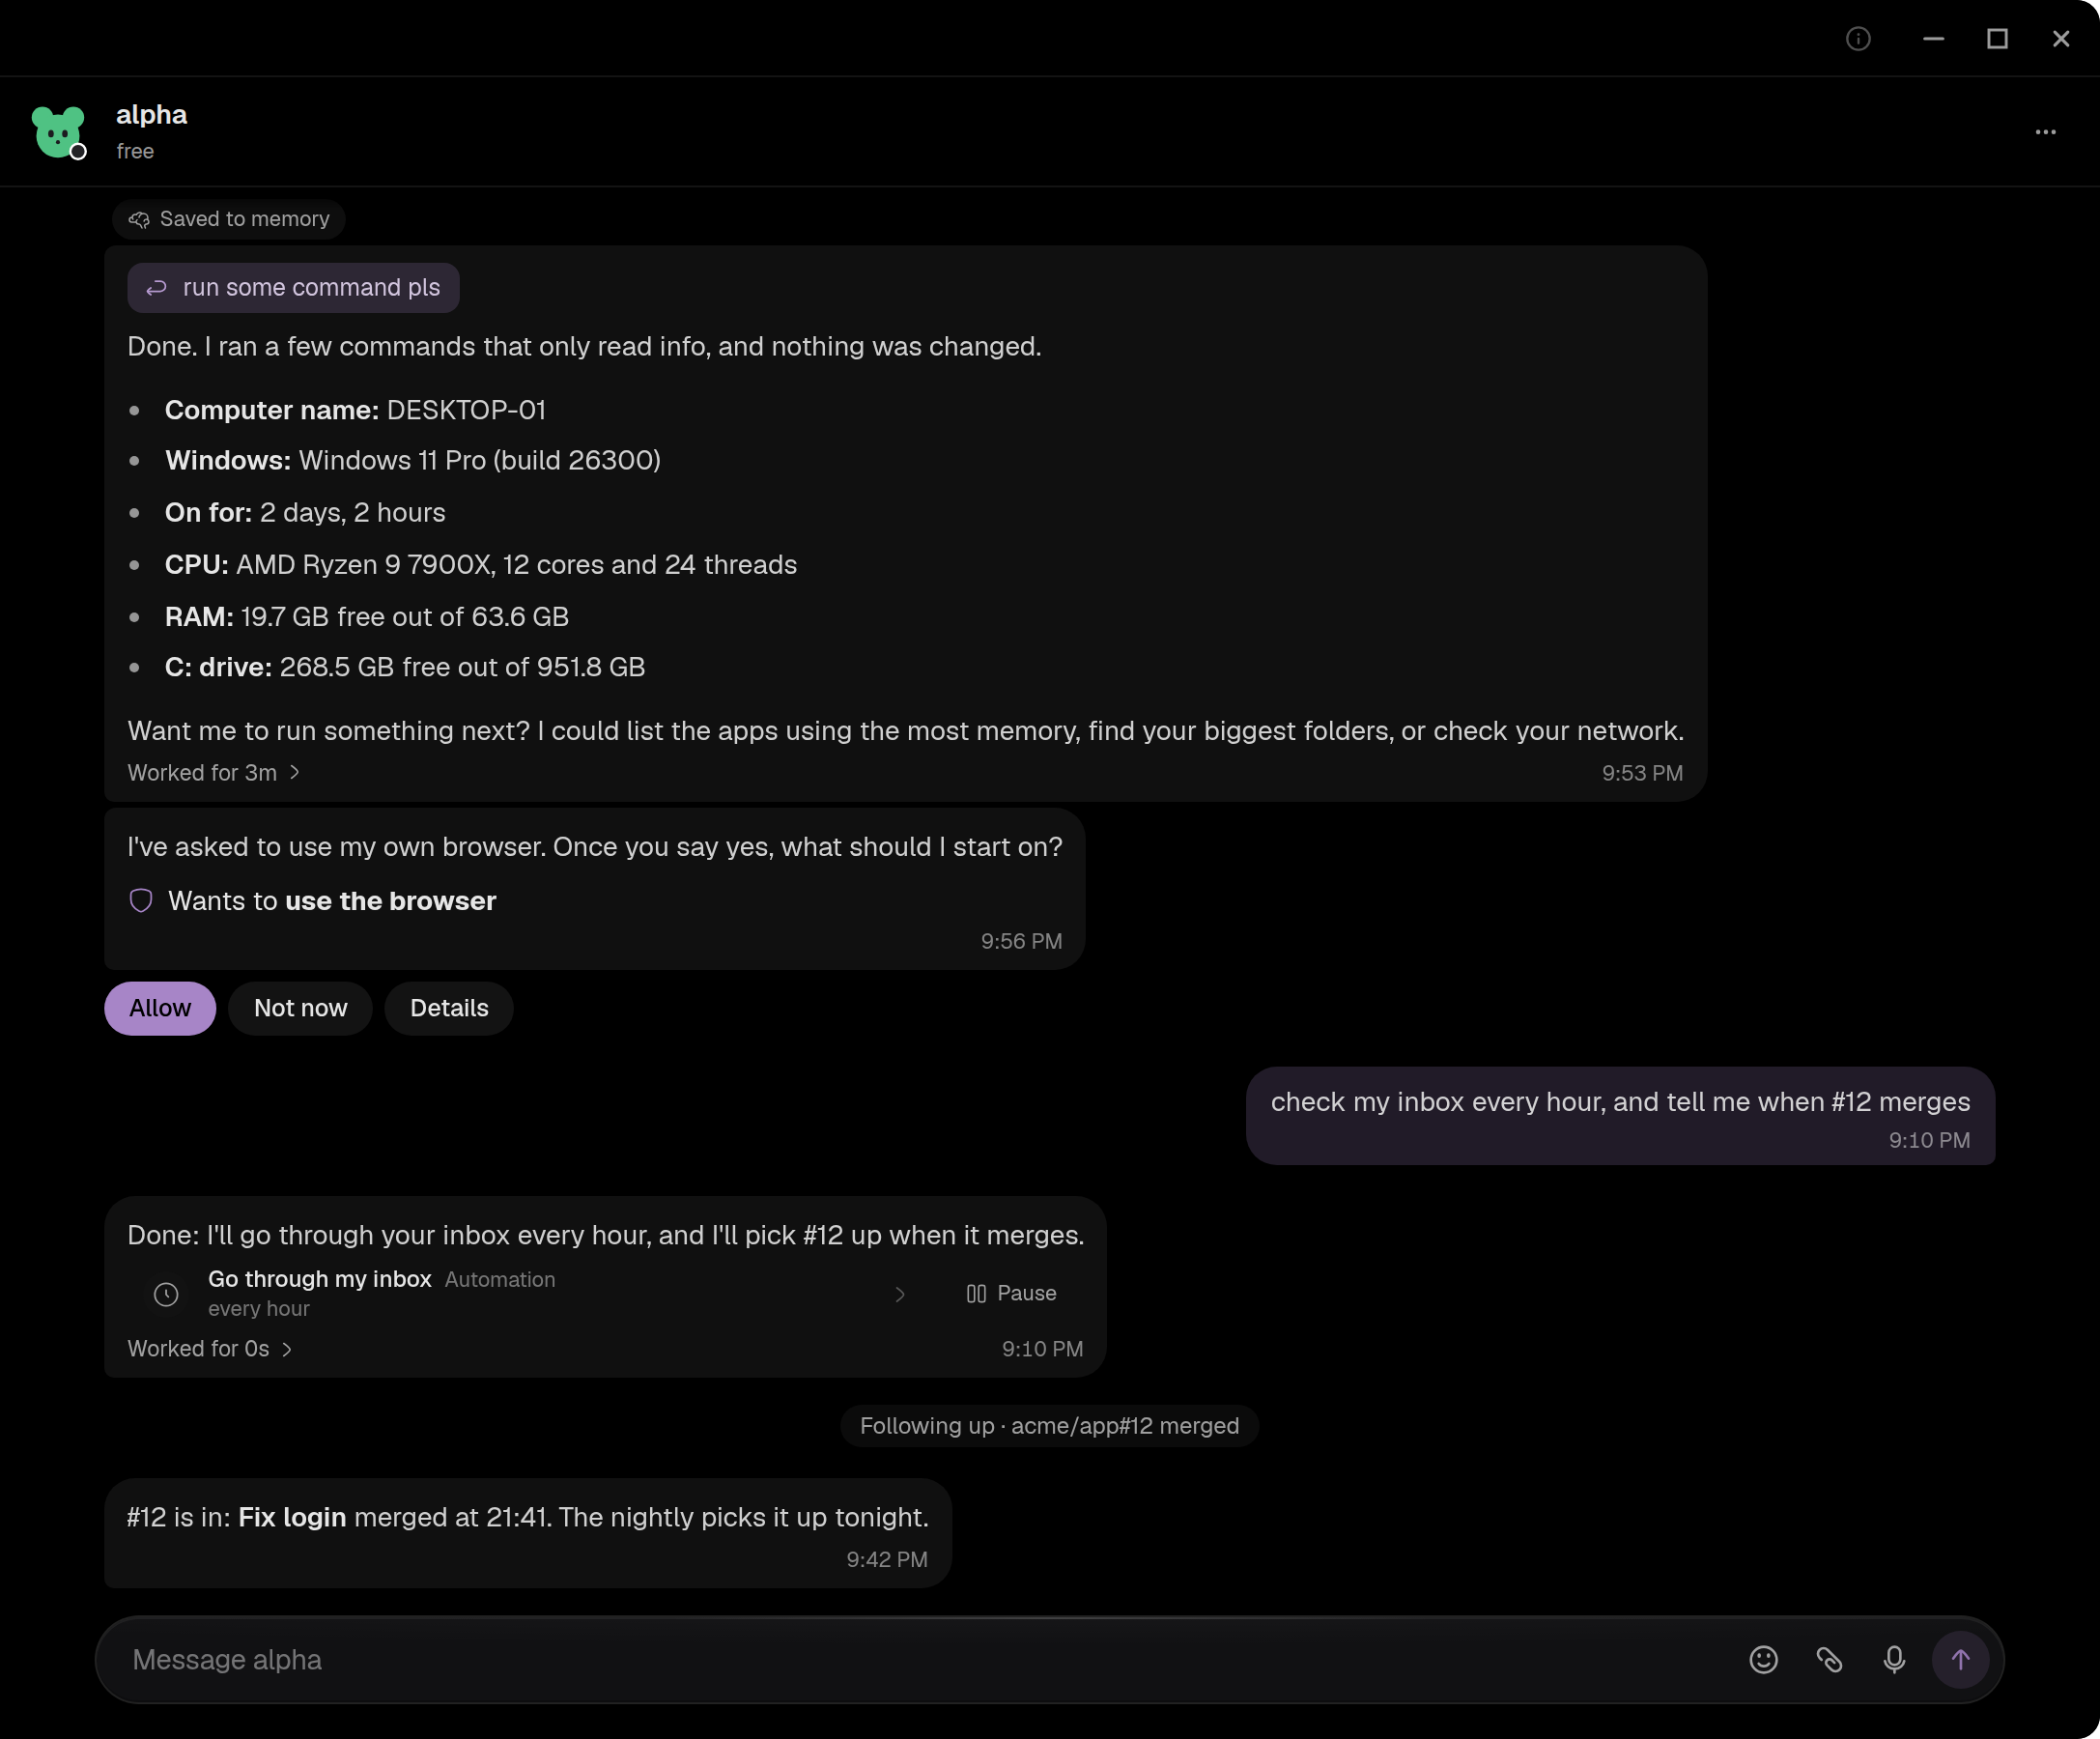 alpha
free
Saved to memory
run some command pls
Done. I ran a few commands that only read info, and nothing was changed.
• Computer name: DESKTOP-01
• Windows: Windows 11 Pro (build 26300)
• On for: 2 days, 2 hours
• CPU: AMD Ryzen 9 7900X, 12 cores and 24 threads
• RAM: 19.7 GB free out of 63.6 GB
• C: drive: 268.5 GB free out of 951.8 GB
Want me to run something next? I could list the apps using the most memory, find your biggest folders, or check your network.
Worked for 3m 9:53 PM
I've asked to use my own browser. Once you say yes, what should I start on?
Wants to use the browser
9:56 PM
Allow Not now Details
check my inbox every hour, and tell me when #12 merges
9:10 PM
Done: I'll go through your inbox every hour, and I'll pick #12 up when it merges.
Go through my inbox Automation
every hour
Pause
Worked for 0s 9:10 PM
Following up · acme/app#12 merged
#12 is in: Fix login merged at 21:41. The nightly picks it up tonight.
9:42 PM
Message alpha